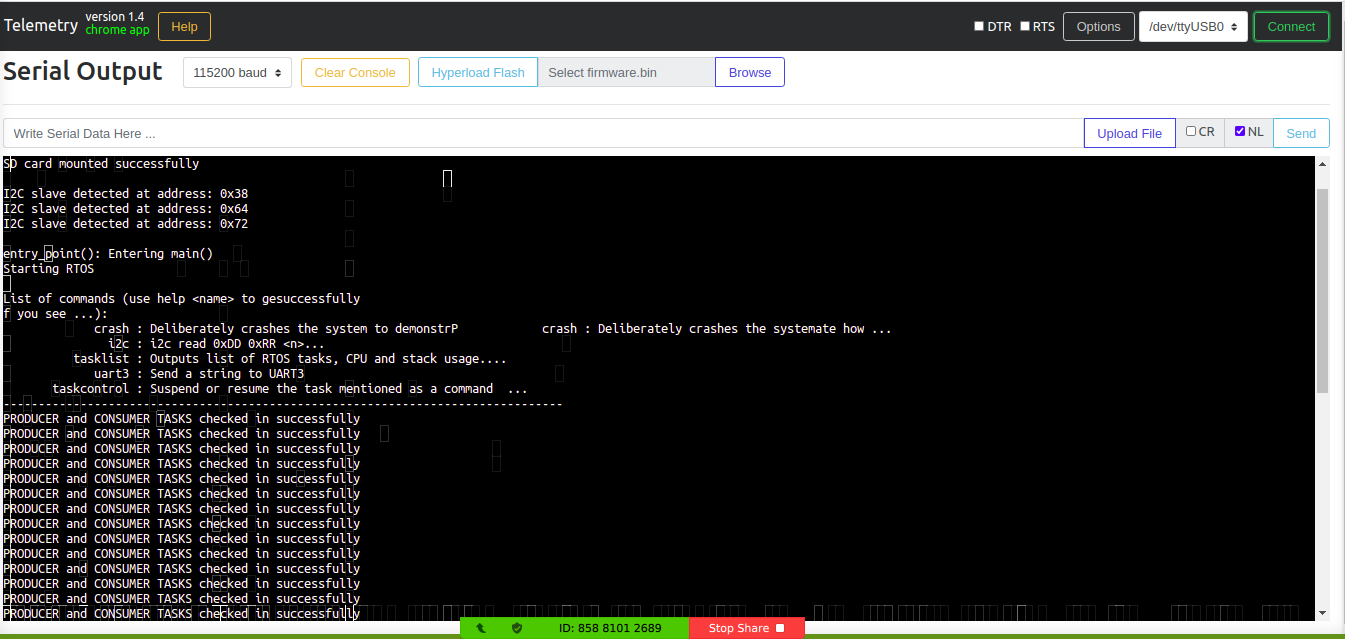 Telemetry version 1.4 chrome app Help DTR RTS Options /dev/ttyUSB0 Connect
Serial Output 115200 baud Clear Console Hyperload Flash Select firmware.bin Browse
Write Serial Data Here ... Upload File CR NL Send
SD card mounted successfully
I2C slave detected at address: 0x38
I2C slave detected at address: 0x64
I2C slave detected at address: 0x72
entry_point(): Entering main()
Starting RTOS
List of commands (use help <name> to gesuccessfully
f you see ...):
crash : Deliberately crashes the system to demonstrP crash : Deliberately crashes the systemate how ...
i2c : i2c read 0xDD 0xRR <n>...
tasklist : Outputs list of RTOS tasks, CPU and stack usage....
uart3 : Send a string to UART3
taskcontrol : Suspend or resume the task mentioned as a command ...
--------------------------------------------------------------------------------
PRODUCER and CONSUMER TASKS checked in successfully
PRODUCER and CONSUMER TASKS checked in successfully
PRODUCER and CONSUMER TASKS checked in successfully
PRODUCER and CONSUMER TASKS checked in successfully
PRODUCER and CONSUMER TASKS checked in successfully
PRODUCER and CONSUMER TASKS checked in successfully
PRODUCER and CONSUMER TASKS checked in successfully
PRODUCER and CONSUMER TASKS checked in successfully
PRODUCER and CONSUMER TASKS checked in successfully
PRODUCER and CONSUMER TASKS checked in successfully
PRODUCER and CONSUMER TASKS checked in successfully
PRODUCER and CONSUMER TASKS checked in successfully
PRODUCER and CONSUMER TASKS checked in successfully
PRODUCER and CONSUMER TASKS checked in successfully
ID: 858 8101 2689 Stop Share